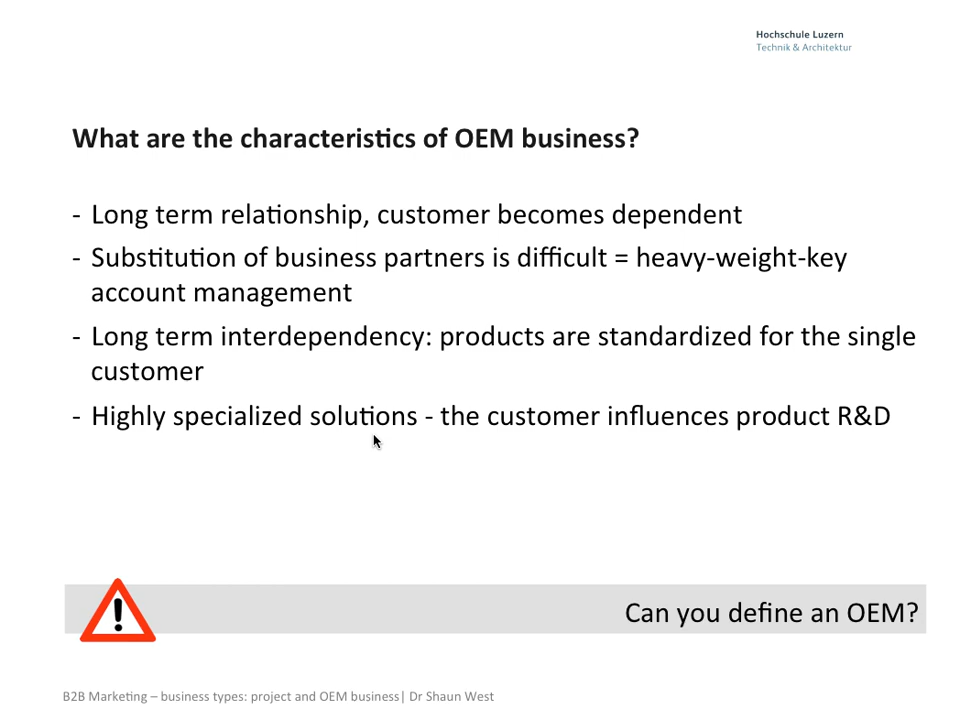 Hochschule Luzern
Technik & Architektur
What are the characteristics of OEM business?
- Long term relationship, customer becomes dependent
- Substitution of business partners is difficult = heavy-weight-key
account management
- Long term interdependency: products are standardized for the single
customer
- Highly specialized solutions - the customer influences product R&D
Can you define an OEM?
B2B Marketing – business types: project and OEM business| Dr Shaun West